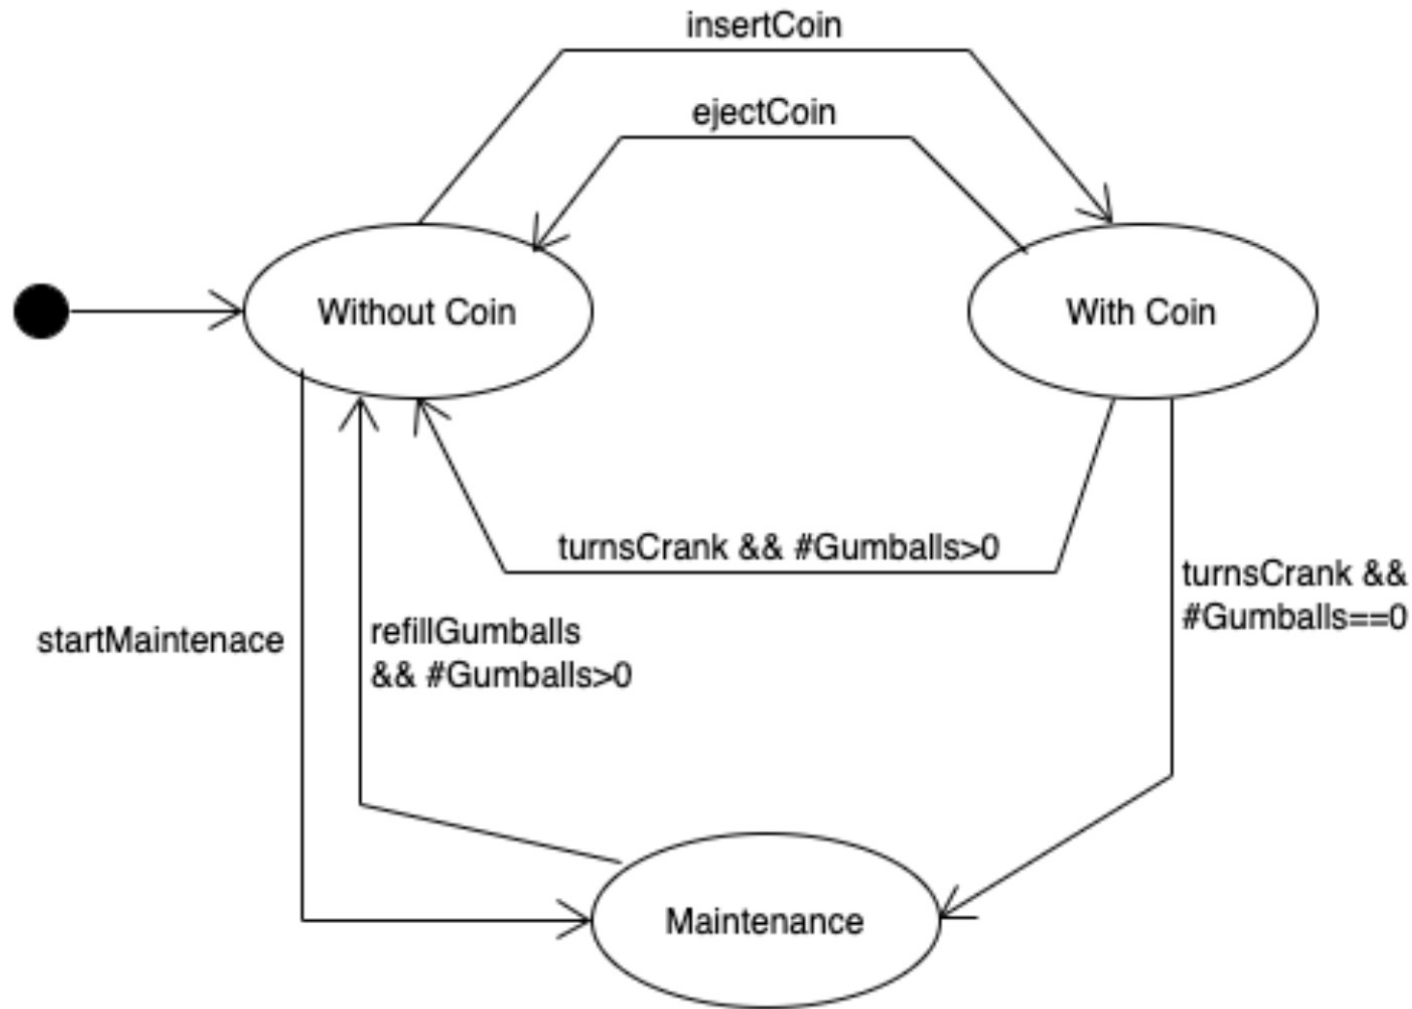 insertCoin
ejectCoin
Without Coin
With Coin
turnsCrank && #Gumballs>0
turnsCrank &&
#Gumballs==0
startMaintenace
refillGumballs
&& #Gumballs>0
Maintenance